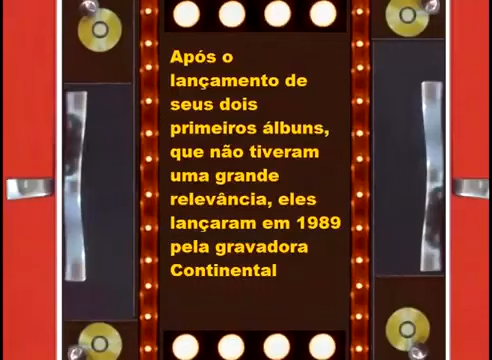 Após o
lançamento de
seus dois
primeiros álbuns,
que não tiveram
uma grande
relevância, eles
lançaram em 1989
pela gravadora
Continental